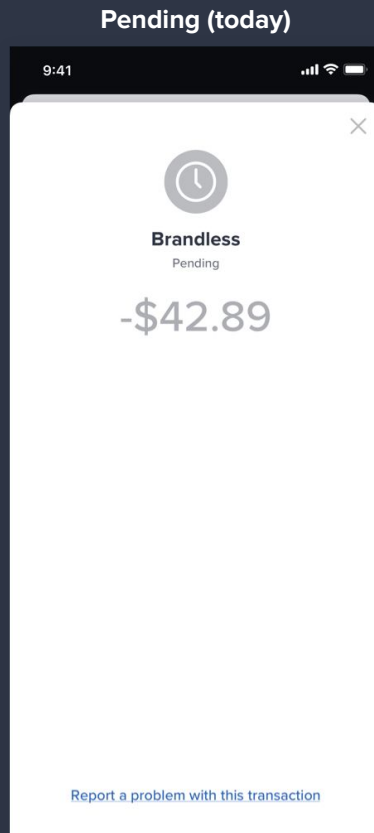 Pending (today)
9:41
Brandless
Pending
-$42.89
Report a problem with this transaction